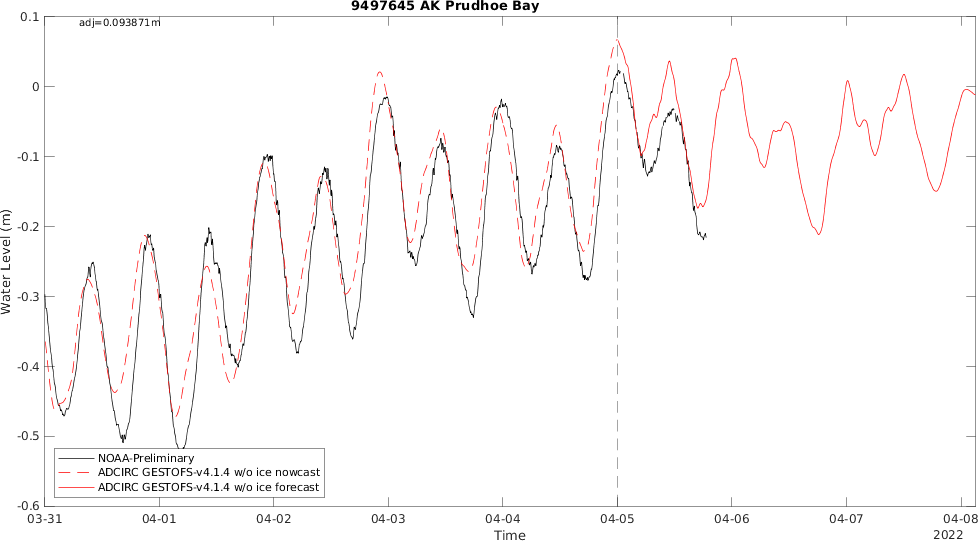 9497645 AK Prudhoe Bay
adj=0.093871m
0.1
0
-0.1
-0.2
-0.3
-0.4
-0.5
-0.6
Water Level (m)
NOAA-Preliminary
ADCIRC GESTOFS-v4.1.4 w/o ice nowcast
ADCIRC GESTOFS-v4.1.4 w/o ice forecast
03-31 04-01 04-02 04-03 04-04 04-05 04-06 04-07 04-08
Time
2022